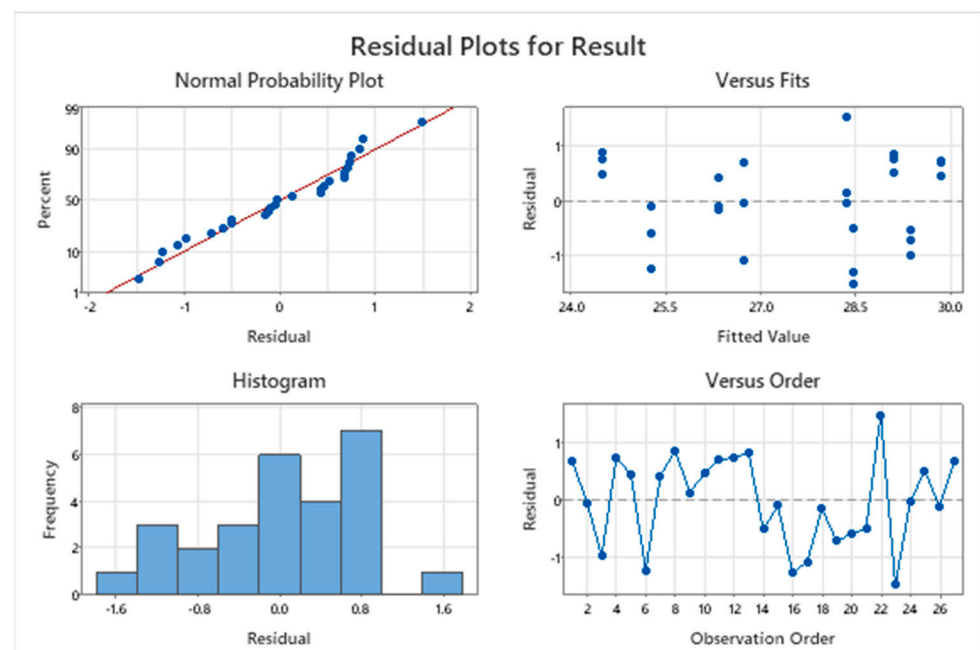 Residual Plots for Result
Normal Probability Plot
99
90
50
10
1
Percent
-2 -1 0 1 2
Residual
Versus Fits
1
0
-1
Residual
24.0 25.5 27.0 28.5 30.0
Fitted Value
Histogram
8
6
4
2
0
Frequency
-1.6 -0.8 0.0 0.8 1.6
Residual
Versus Order
1
0
-1
Residual
2 4 6 8 10 12 14 16 18 20 22 24 26
Observation Order